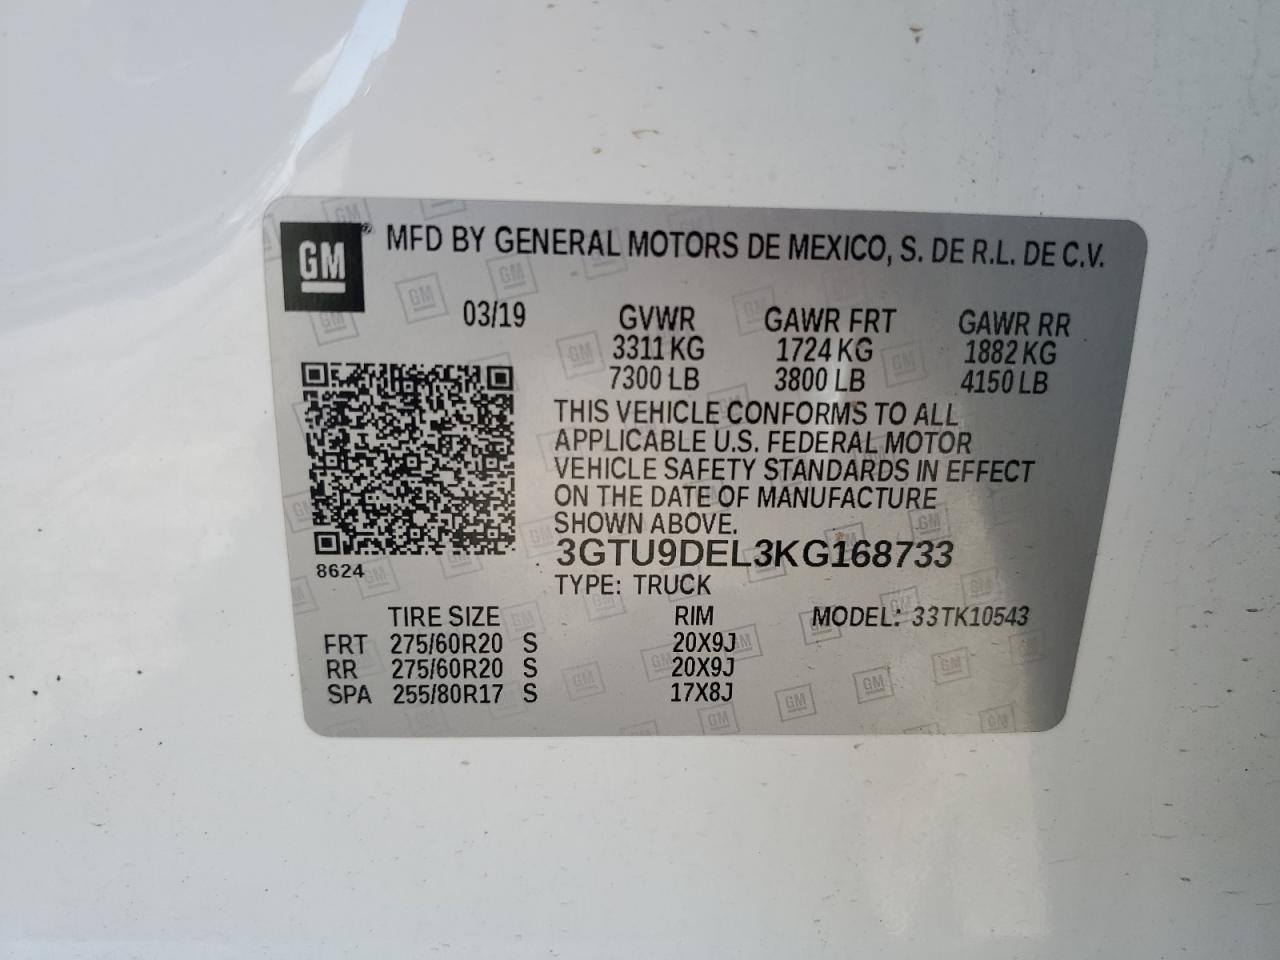 GM ® MFD BY GENERAL MOTORS DE MEXICO, S. DE R.L. DE C.V.
03/19 GVWR GAWR FRT GAWR RR
3311 KG 1724 KG 1882 KG
7300 LB 3800 LB 4150 LB
THIS VEHICLE CONFORMS TO ALL
APPLICABLE U.S. FEDERAL MOTOR
VEHICLE SAFETY STANDARDS IN EFFECT
ON THE DATE OF MANUFACTURE
SHOWN ABOVE.
3GTU9DEL3KG168733
8624
TYPE: TRUCK
TIRE SIZE RIM MODEL: 33TK10543
FRT 275/60R20 S 20X9J
RR 275/60R20 S 20X9J
SPA 255/80R17 S 17X8J